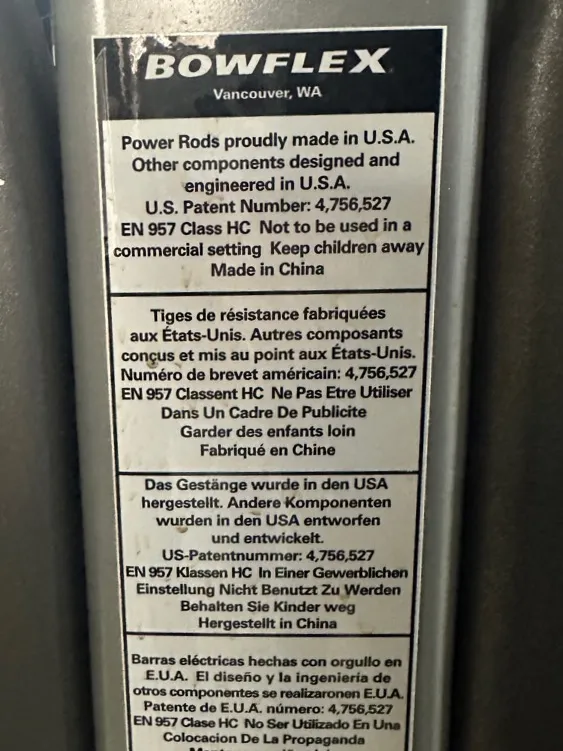 BOWFLEX
Vancouver, WA
Power Rods proudly made in U.S.A.
Other components designed and
engineered in U.S.A.
U.S. Patent Number: 4,756,527
EN 957 Class HC Not to be used in a
commercial setting Keep children away
Made in China
Tiges de résistance fabriquées
aux États-Unis. Autres composants
conçus et mis au point aux États-Unis.
Numéro de brevet américain: 4,756,527
EN 957 Classent HC Ne Pas Etre Utiliser
Dans Un Cadre De Publicite
Garder des enfants loin
Fabriqué en Chine
Das Gestänge wurde in den USA
hergestellt. Andere Komponenten
wurden in den USA entworfen
und entwickelt.
US-Patentnummer: 4,756,527
EN 957 Klassen HC In Einer Gewerblichen
Einstellung Nicht Benutzt Zu Werden
Behalten Sie Kinder weg
Hergestellt in China
Barras eléctricas hechas con orgullo en
E.U.A. El diseño y la ingeniería de
otros componentes se realizaronen E.U.A.
Patente de E.U.A. número: 4,756,527
EN 957 Clase HC No Ser Utilizado En Una
Colocacion De La Propaganda